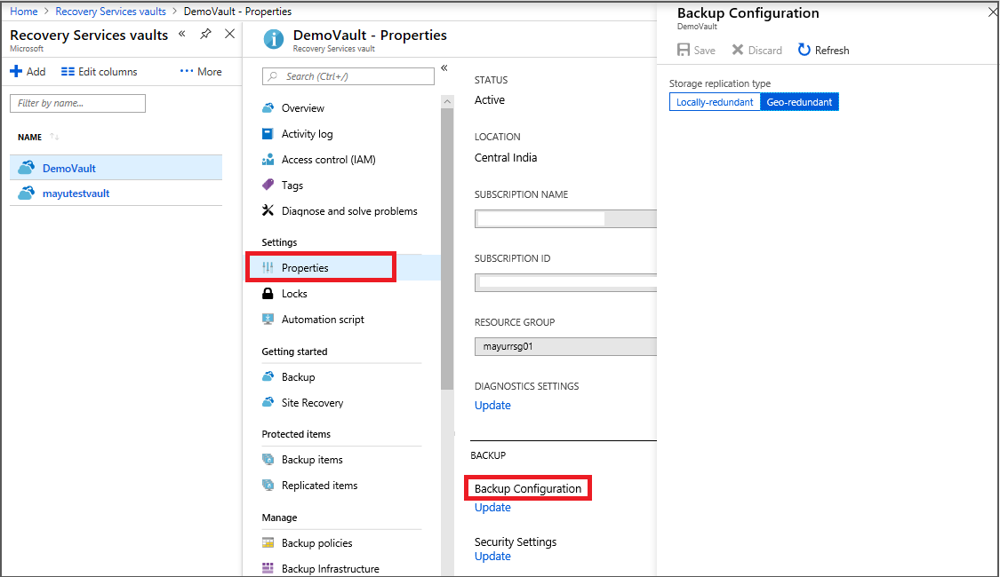 Home > Recovery Services vaults > DemoVault - Properties
Recovery Services vaults
Microsoft
Add Edit columns More
Filter by name...
NAME
DemoVault
mayutestvault
DemoVault - Properties
Recovery Services vault
Search (Ctrl+/)
Overview
Activity log
Access control (IAM)
Tags
Diagnose and solve problems
Settings
Properties
Locks
Automation script
Getting started
Backup
Site Recovery
Protected items
Backup items
Replicated items
Manage
Backup policies
Backup Infrastructure
STATUS
Active
LOCATION
Central India
SUBSCRIPTION NAME
SUBSCRIPTION ID
RESOURCE GROUP
mayurrsg01
DIAGNOSTICS SETTINGS
Update
BACKUP
Backup Configuration
Update
Security Settings
Update
Backup Configuration
DemoVault
Save Discard Refresh
Storage replication type
Locally-redundant Geo-redundant